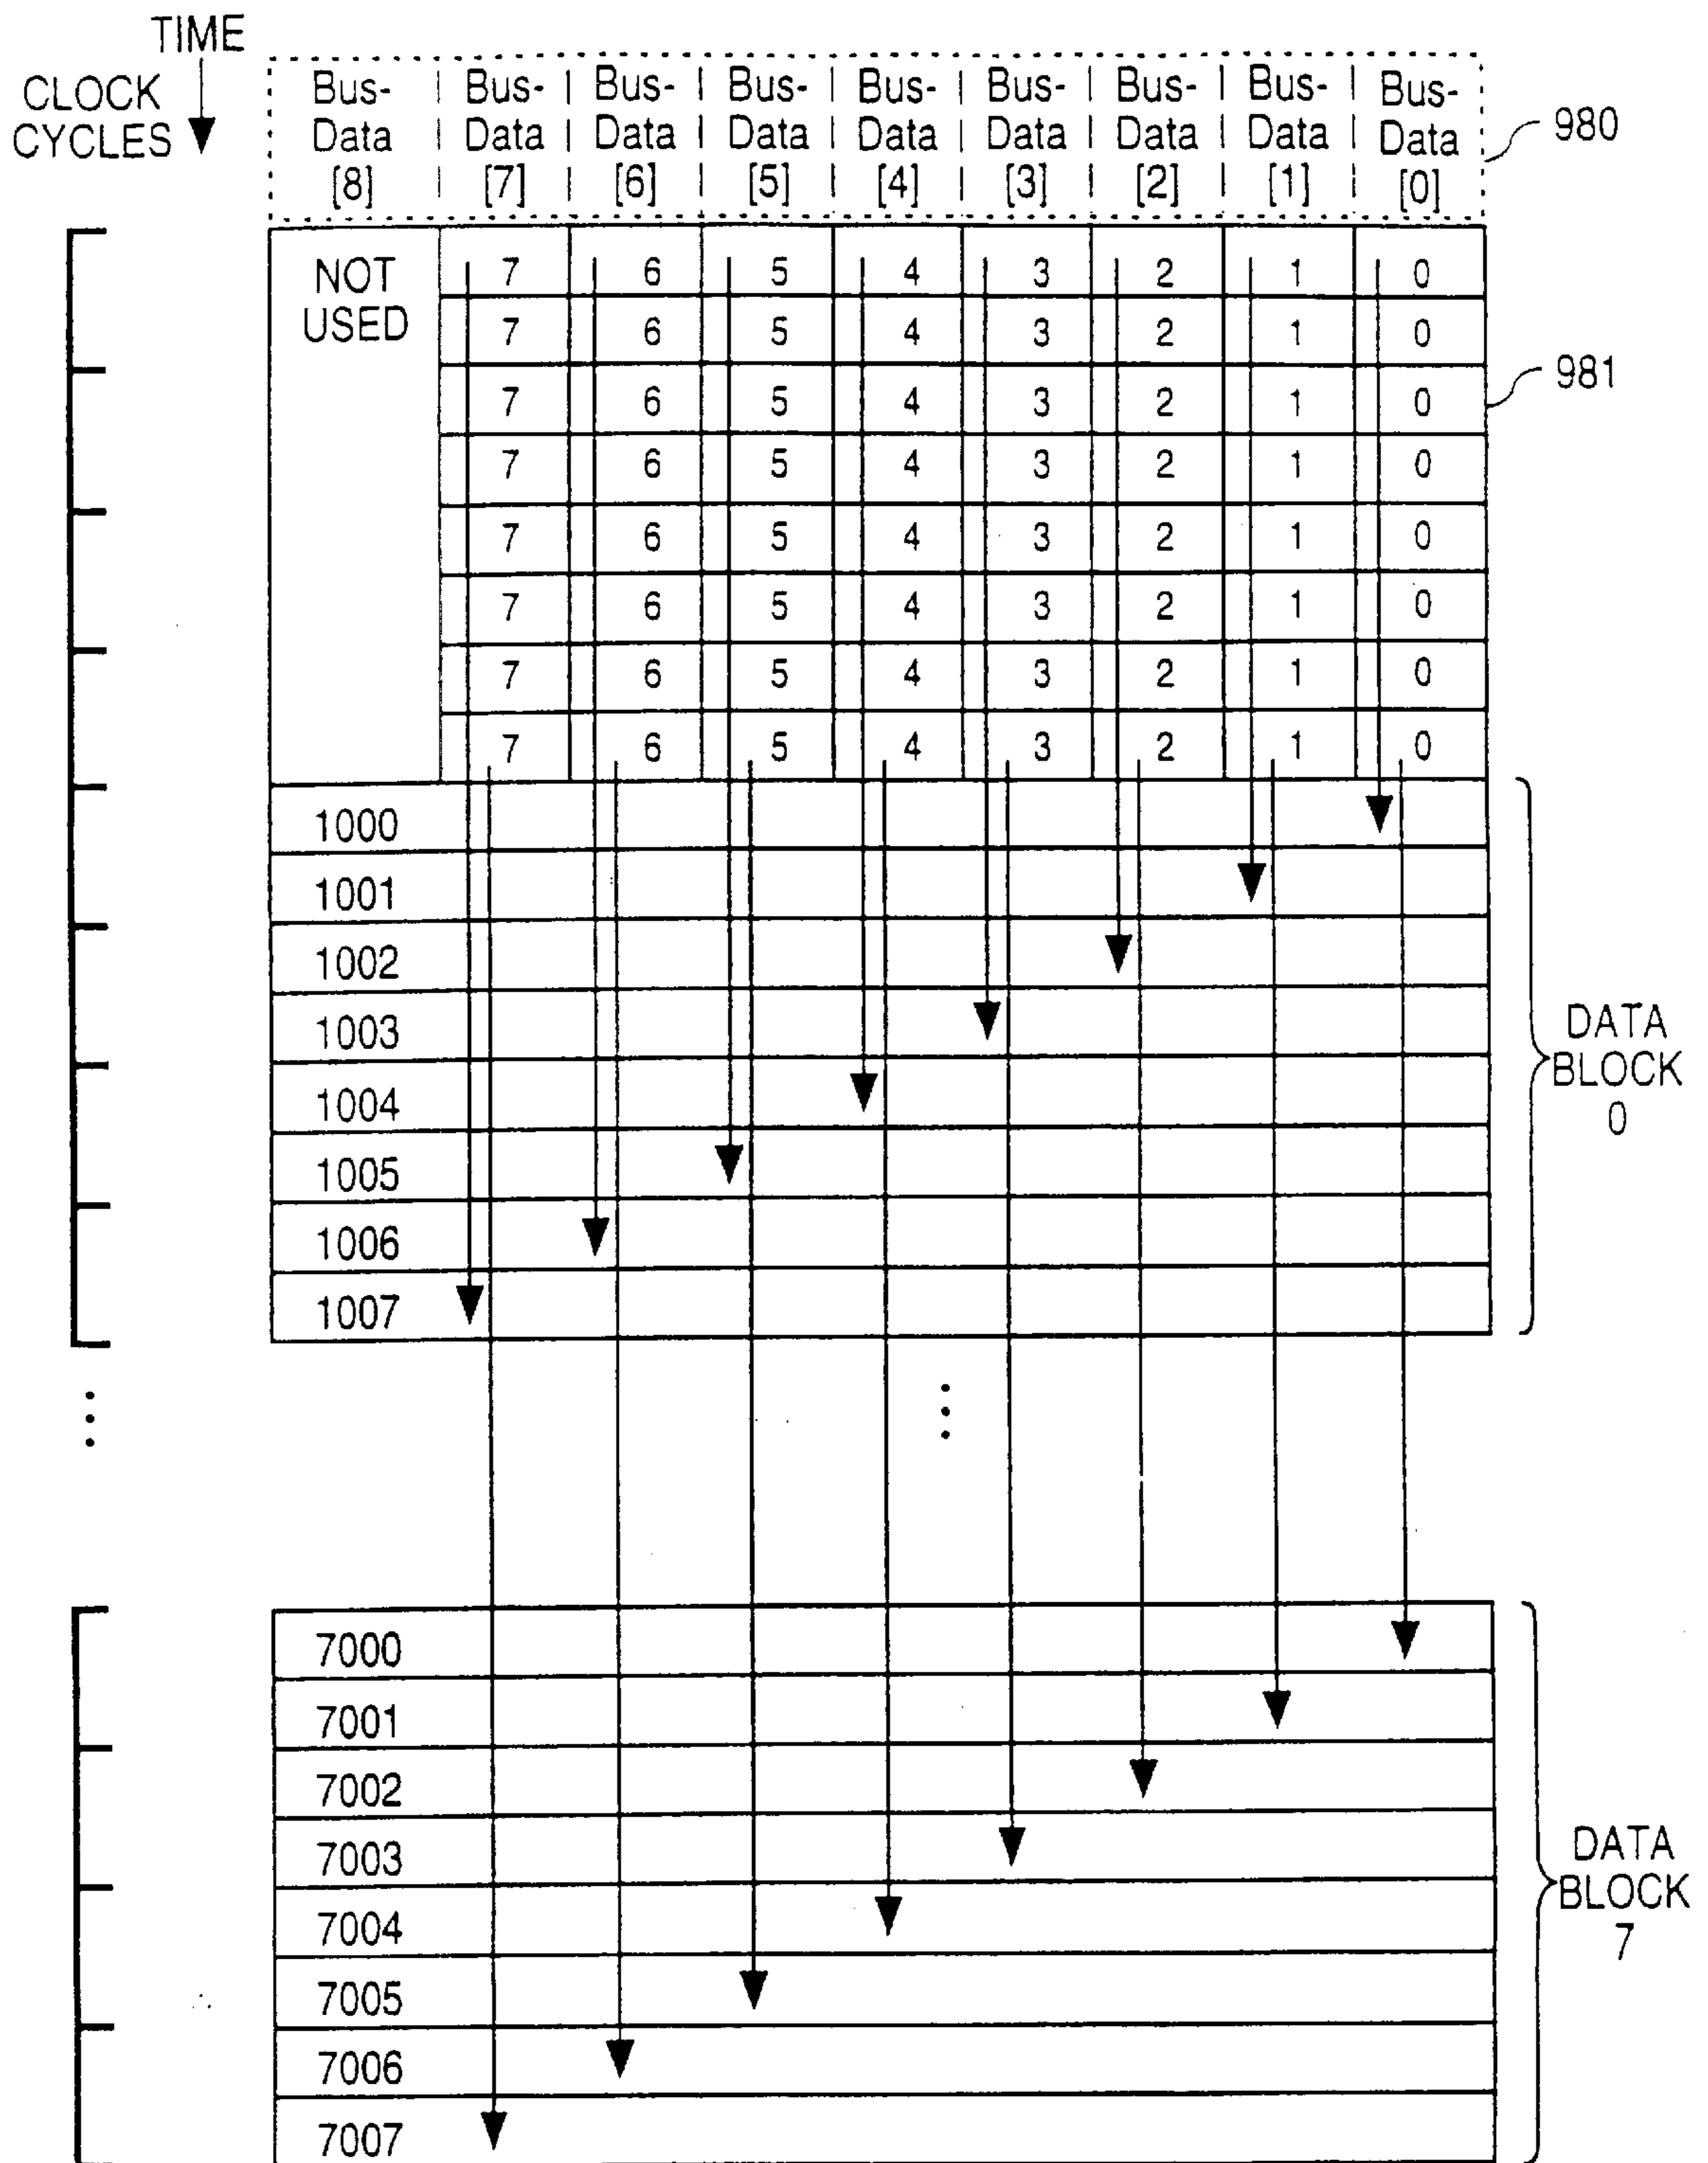 TIME
CLOCK
CYCLES
Bus-Data [8] Bus-Data [7] Bus-Data [6] Bus-Data [5] Bus-Data [4] Bus-Data [3] Bus-Data [2] Bus-Data [1] Bus-Data [0]
980
NOT USED
7 6 5 4 3 2 1 0
7 6 5 4 3 2 1 0
981
7 6 5 4 3 2 1 0
7 6 5 4 3 2 1 0
7 6 5 4 3 2 1 0
7 6 5 4 3 2 1 0
7 6 5 4 3 2 1 0
7 6 5 4 3 2 1 0
1000
1001
1002
1003
1004
1005
1006
1007
DATA
BLOCK
0
7000
7001
7002
7003
7004
7005
7006
7007
DATA
BLOCK
7